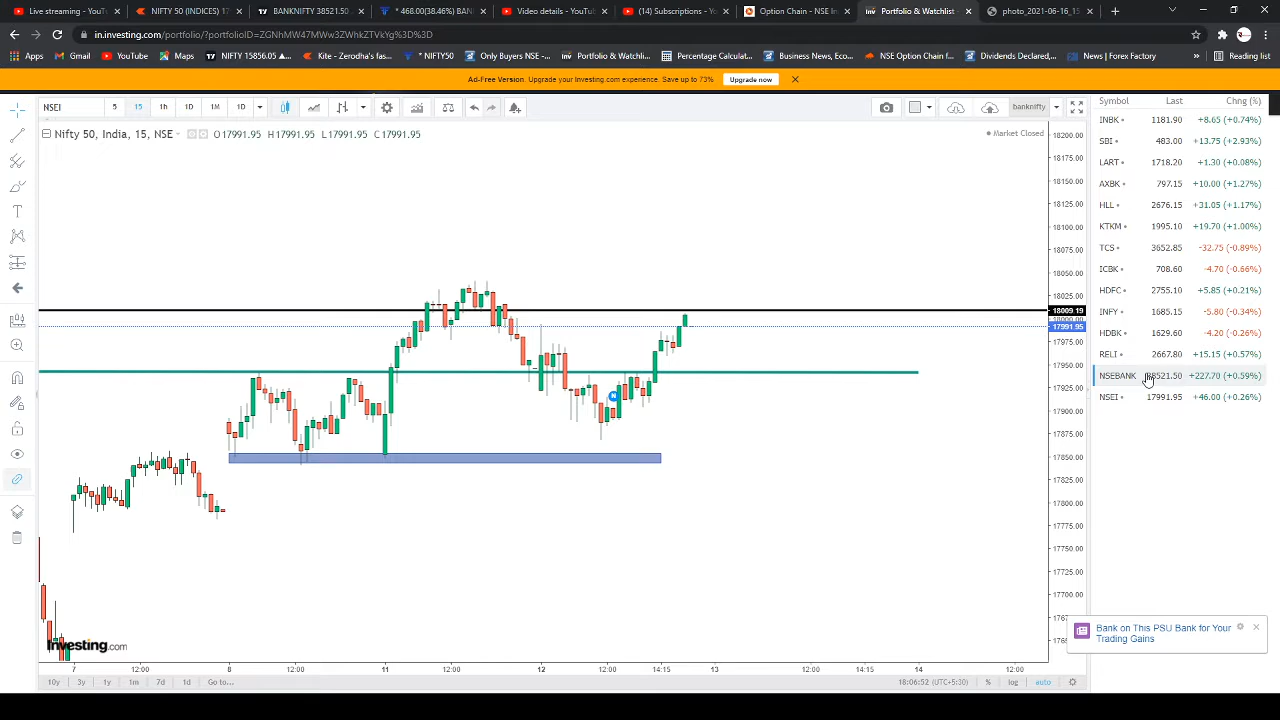 Live streaming - YouT
NIFTY 50 (INDICES) 17
BANKNIFTY 38521.50
* 468.00(38.46%) BAN
Video details - YouTub
(14) Subscriptions - Y
Option Chain - NSE In
Portfolio & Watchlist -
photo_2021-06-16_15
in.investing.com/portfolio/?portfolioID=ZGNhMW47MWw3ZWhkZTVkYg%3D%3D
Apps
Gmail
YouTube
Maps
NIFTY 15856.05
Kite - Zerodha's fas...
* NIFTY50
Only Buyers NSE -...
Portfolio & Watchli...
Percentage Calculat...
Business News, Eco...
NSE Option chain f...
Dividends Declared,...
News | Forex Factory
»
Reading list
Ad-Free Version Upgrade your Investing.com experience. Save up to 73% Upgrade now
NSEI 5 15 1h 1D 1M 1D banknifty
Symbol Last Chng (%)
Nifty 50, India, 15, NSE O17991.95 H17991.95 L17991.95 C17991.95
Market Closed
INBK 1181.90 +8.65 (+0.74%)
SBI 483.00 +13.75 (+2.93%)
LART 1718.20 +1.30 (+0.08%)
AXBK 797.15 +10.00 (+1.27%)
HLL 2676.15 +31.05 (+1.17%)
KTKM 1995.10 +19.70 (+1.00%)
TCS 3652.85 -32.75 (-0.89%)
ICBK 708.60 -4.70 (-0.66%)
HDFC 2755.10 +5.85 (+0.21%)
INFY 1685.15 -5.80 (-0.34%)
HDBK 1629.60 -4.20 (-0.26%)
RELI 2667.80 +15.15 (+0.57%)
NSEBANK 38521.50 +227.70 (+0.59%)
NSEI 17991.95 +46.00 (+0.26%)
18200.00
18175.00
18150.00
18125.00
18100.00
18075.00
18050.00
18025.00
18009.19
18000.00
17991.95
17975.00
17950.00
17925.00
17900.00
17875.00
17850.00
17825.00
17800.00
17775.00
17750.00
17725.00
17700.00
17675.00
N
Bank on This PSU Bank for Your
Trading Gains
Investing.com
7 12:00 8 12:00 11 12:00 12 12:00 14:15 13 12:00 14:15 14 12:00
10y 3y 1y 1m 7d 1d Go to... 18:06:52 (UTC+5:30) % log auto